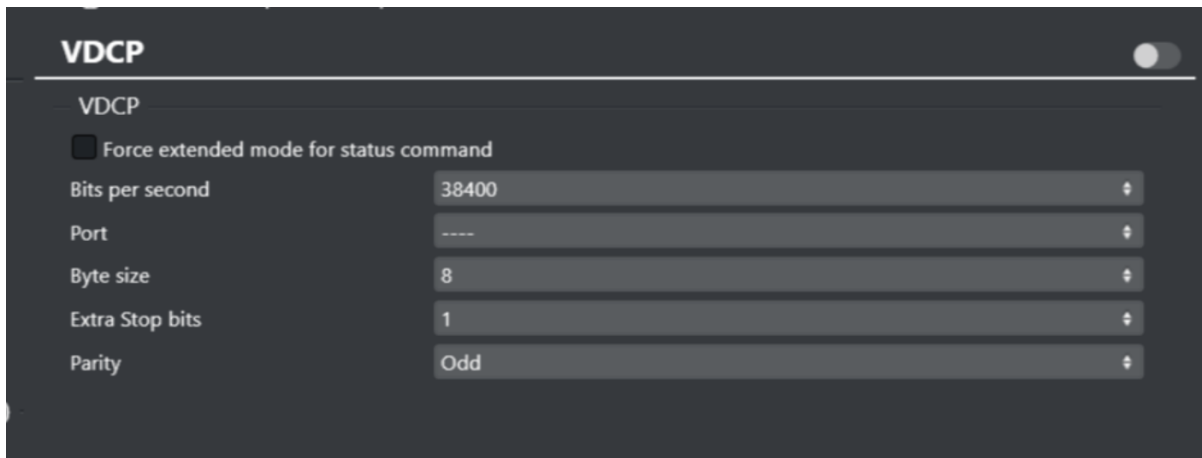 VDCP
VDCP
Force extended mode for status command
Bits per second 38400
Port ----
Byte size 8
Extra Stop bits 1
Parity Odd